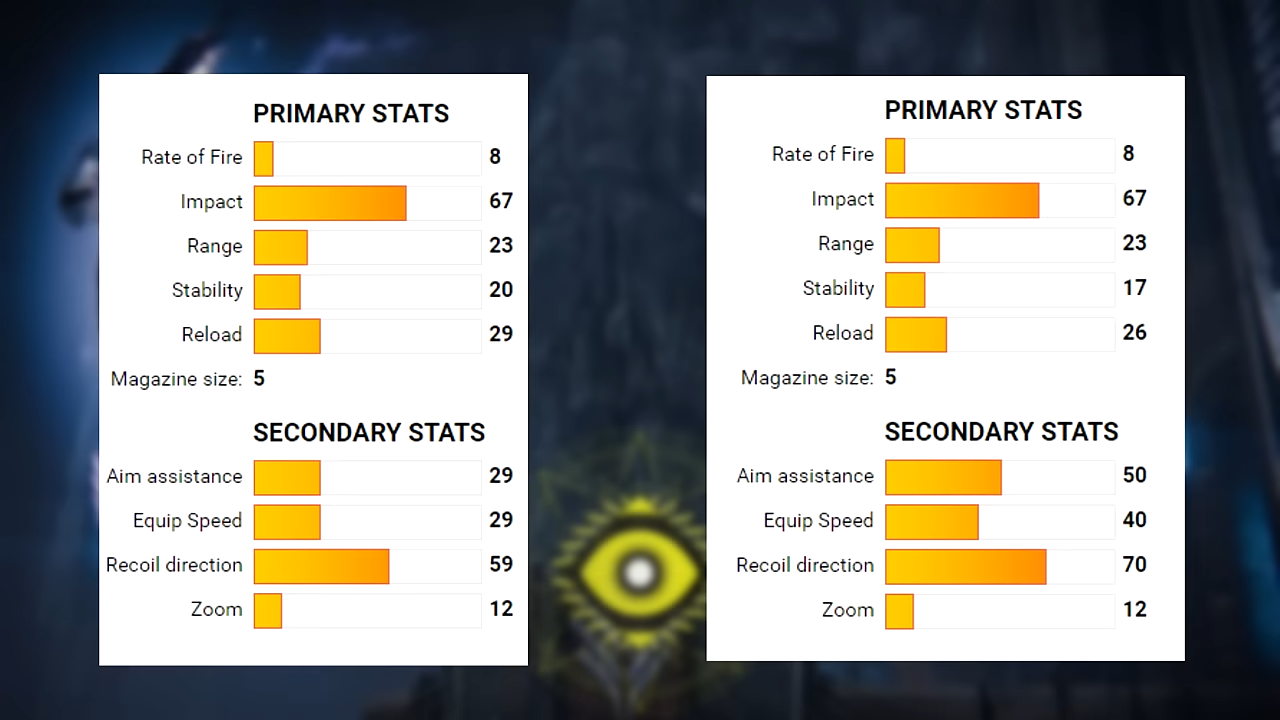 PRIMARY STATS
Rate of Fire 8
Impact 67
Range 23
Stability 20
Reload 29
Magazine size: 5
SECONDARY STATS
Aim assistance 29
Equip Speed 29
Recoil direction 59
Zoom 12
PRIMARY STATS
Rate of Fire 8
Impact 67
Range 23
Stability 17
Reload 26
Magazine size: 5
SECONDARY STATS
Aim assistance 50
Equip Speed 40
Recoil direction 70
Zoom 12